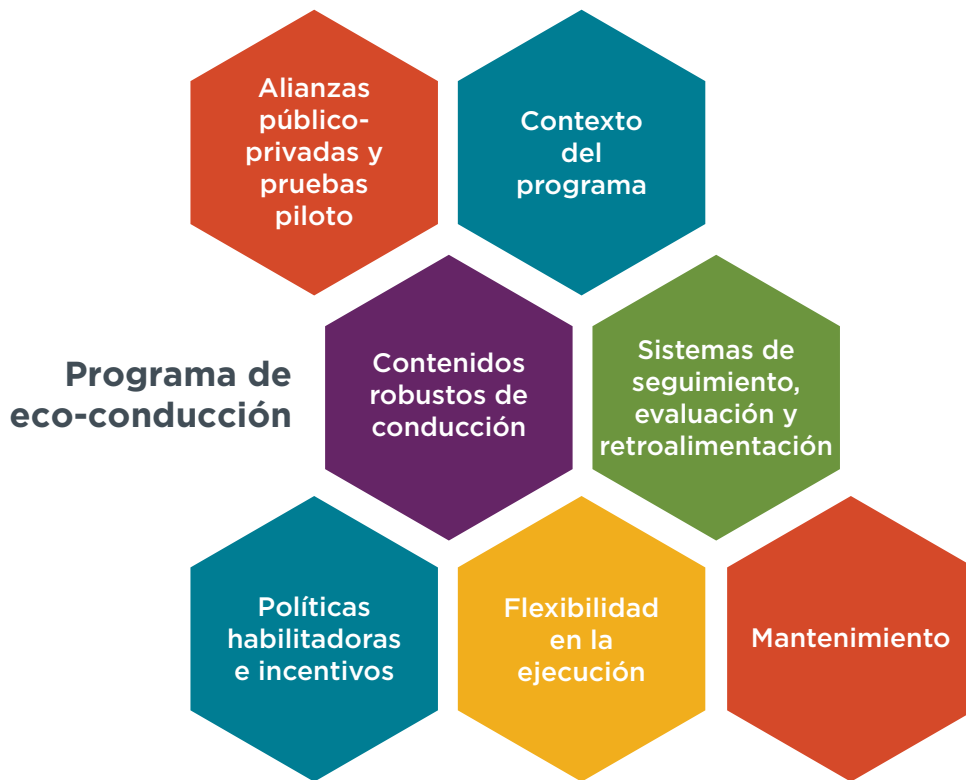 Alianzas
público-
privadas y
pruebas
piloto
Contexto
del
programa
Programa de
eco-conducción
Contenidos
robustos de
conducción
Sistemas de
seguimiento,
evaluación y
retroalimentación
Políticas
habilitadoras
e incentivos
Flexibilidad
en la
ejecución
Mantenimiento